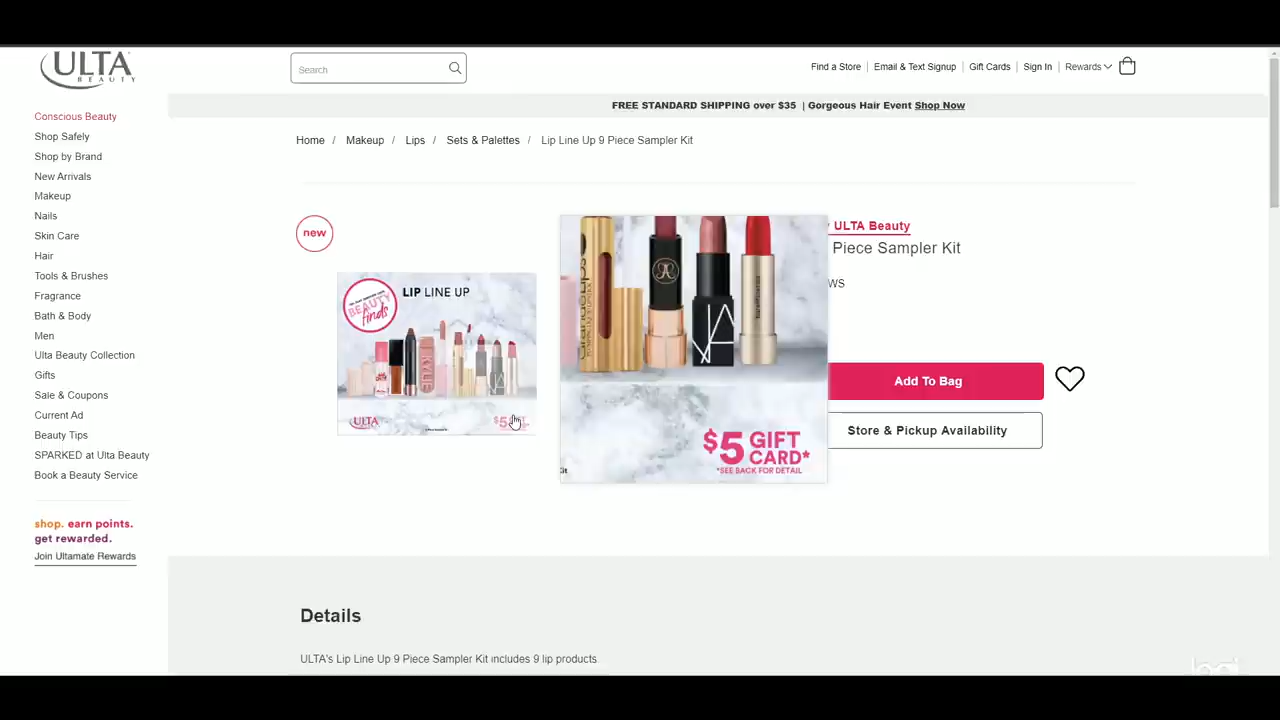 ULTA
BEAUTY
Search
Find a Store
Email & Text Signup
Gift Cards
Sign In
Rewards
FREE STANDARD SHIPPING over $35 | Gorgeous Hair Event Shop Now
Conscious Beauty
Shop Safely
Shop by Brand
New Arrivals
Makeup
Nails
Skin Care
Hair
Tools & Brushes
Fragrance
Bath & Body
Men
Ulta Beauty Collection
Gifts
Sale & Coupons
Current Ad
Beauty Tips
SPARKED at Ulta Beauty
Book a Beauty Service
shop. earn points.
get rewarded.
Join Ultamate Rewards
Home / Makeup / Lips / Sets & Palettes / Lip Line Up 9 Piece Sampler Kit
new
BEAUTY
finds
LIP LINE UP
KYLIE
ULTA
GrandeLIPS
NARS
$5 GIFT
CARD*
*SEE BACK FOR DETAIL
ULTA Beauty
Piece Sampler Kit
ws
Add To Bag
Store & Pickup Availability
Details
ULTA's Lip Line Up 9 Piece Sampler Kit includes 9 lip products